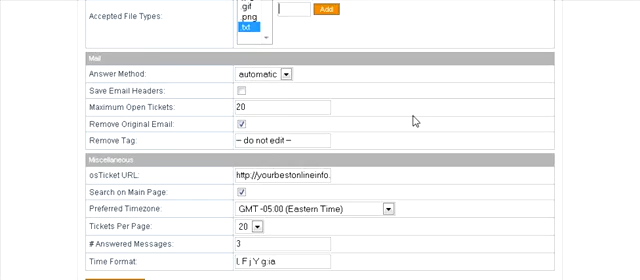 gif
Accepted File Types: Add
png
txt
Mail
Answer Method: automatic
Save Email Headers:
Maximum Open Tickets: 20
Remove Original Email:
Remove Tag: -- do not edit --
Miscellaneous
osTicket URL: http://yourbestonlineinfo.
Search on Main Page:
Preferred Timezone: GMT -05:00 (Eastern Time)
Tickets Per Page: 20
# Answered Messages: 3
Time Format: l, F j Y g:ia